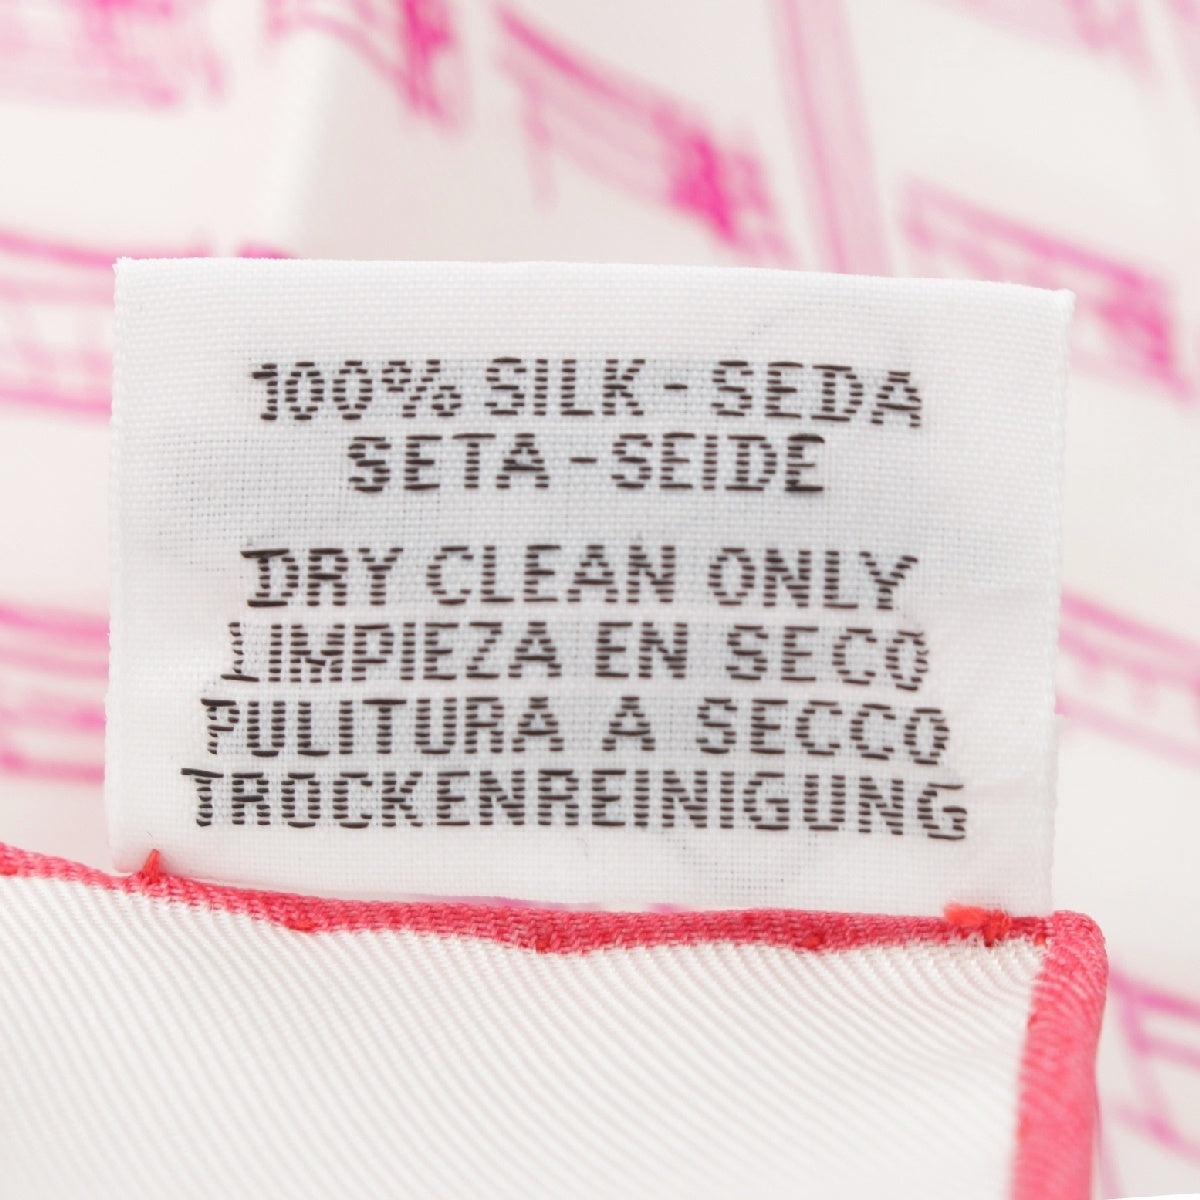 100% SILK - SEDA
SETA - SEIDE
DRY CLEAN ONLY
LIMPIEZA EN SECO
PULITURA A SECCO
TROCKENREINIGUNG